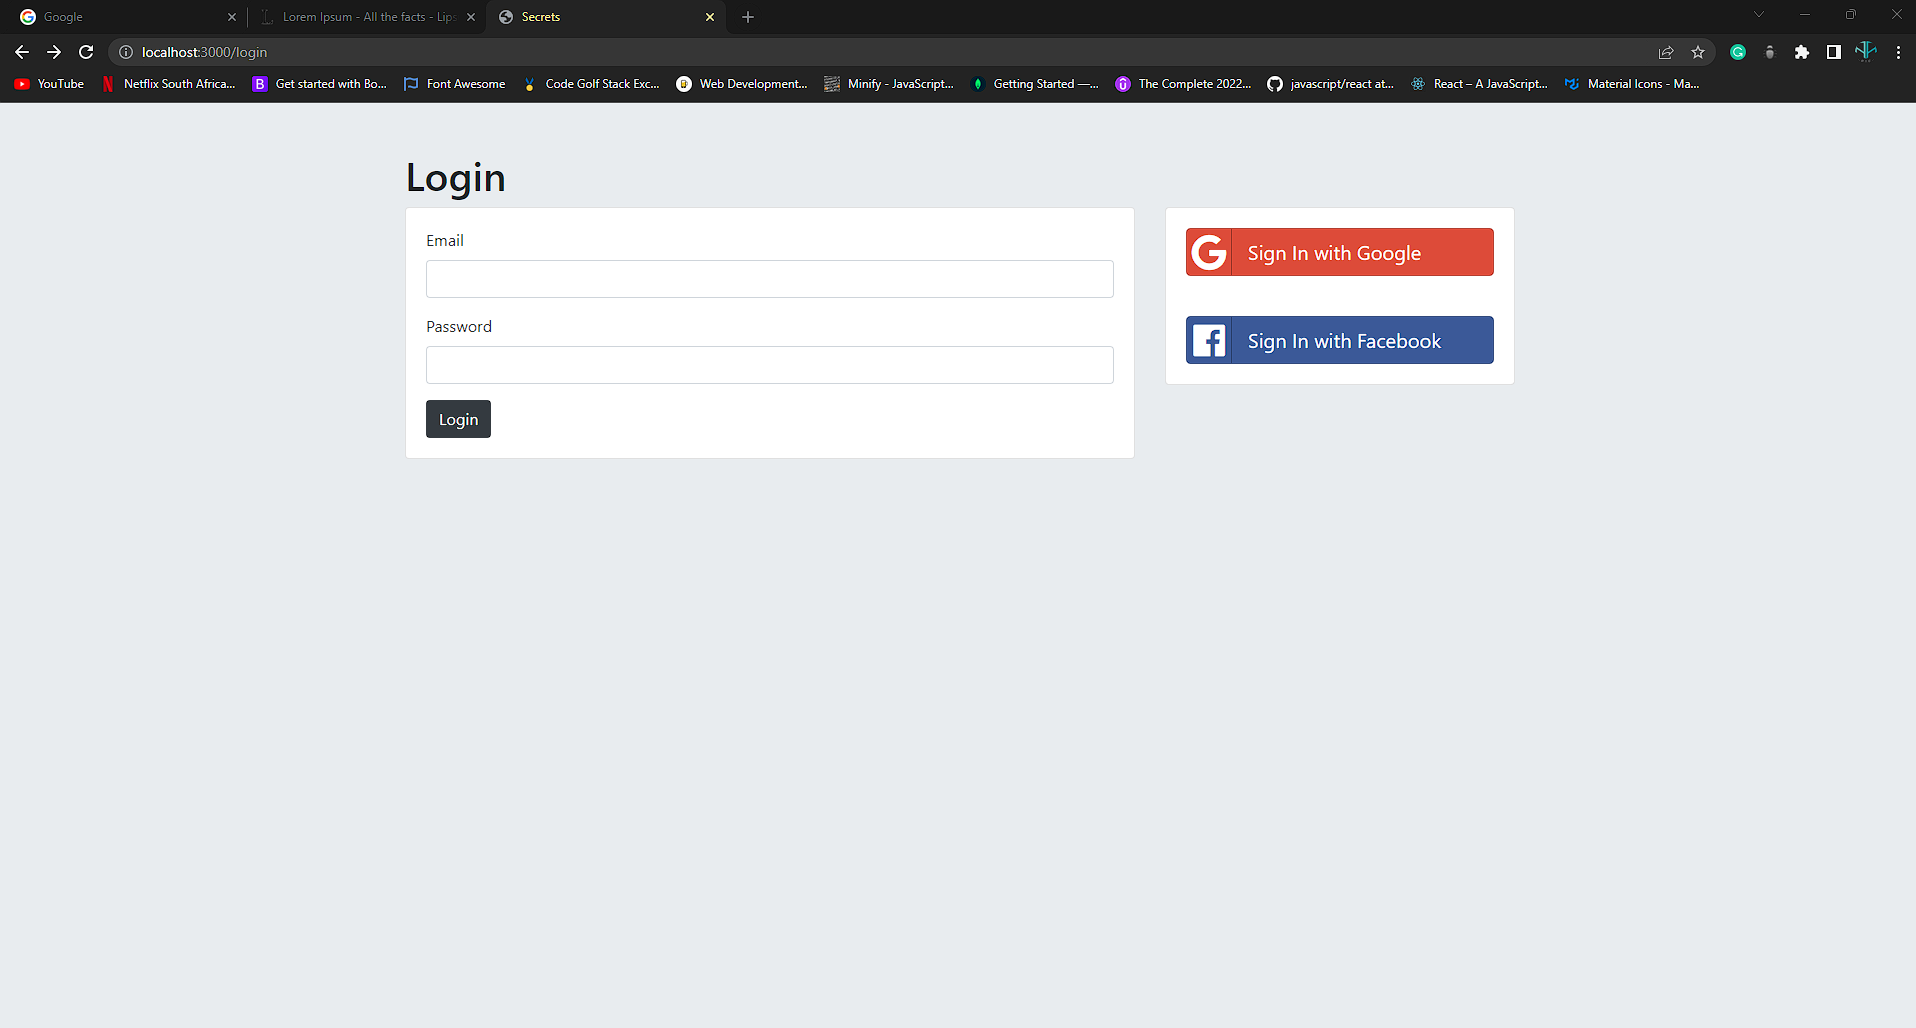 Google
Lorem Ipsum - All the facts - Lips
Secrets
localhost:3000/login
YouTube
Netflix South Africa...
Get started with Bo...
Font Awesome
Code Golf Stack Exc...
Web Development...
Minify - JavaScript...
Getting Started —...
The Complete 2022...
javascript/react at...
React – A JavaScript...
Material Icons - Ma...
Login
Email
Password
Login
Sign In with Google
Sign In with Facebook